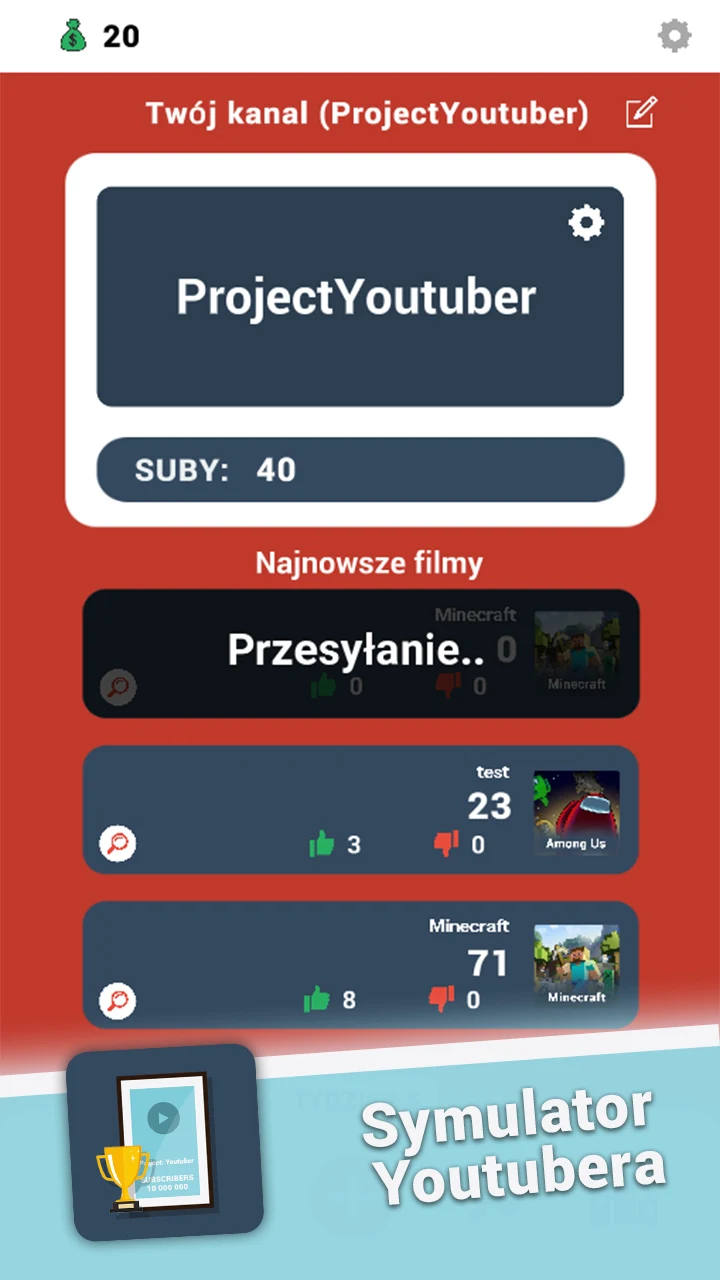 20
Twój kanal (ProjectYoutuber)
ProjectYoutuber
SUBY: 40
Najnowsze filmy
Minecraft
Przesyłanie.. 0
0 0 Minecraft
test
23
3 0 Among Us
Minecraft
71
8 0 Minecraft
Symulator
Youtubera
Project: Youtuber
SUBSCRIBERS
10 000 000